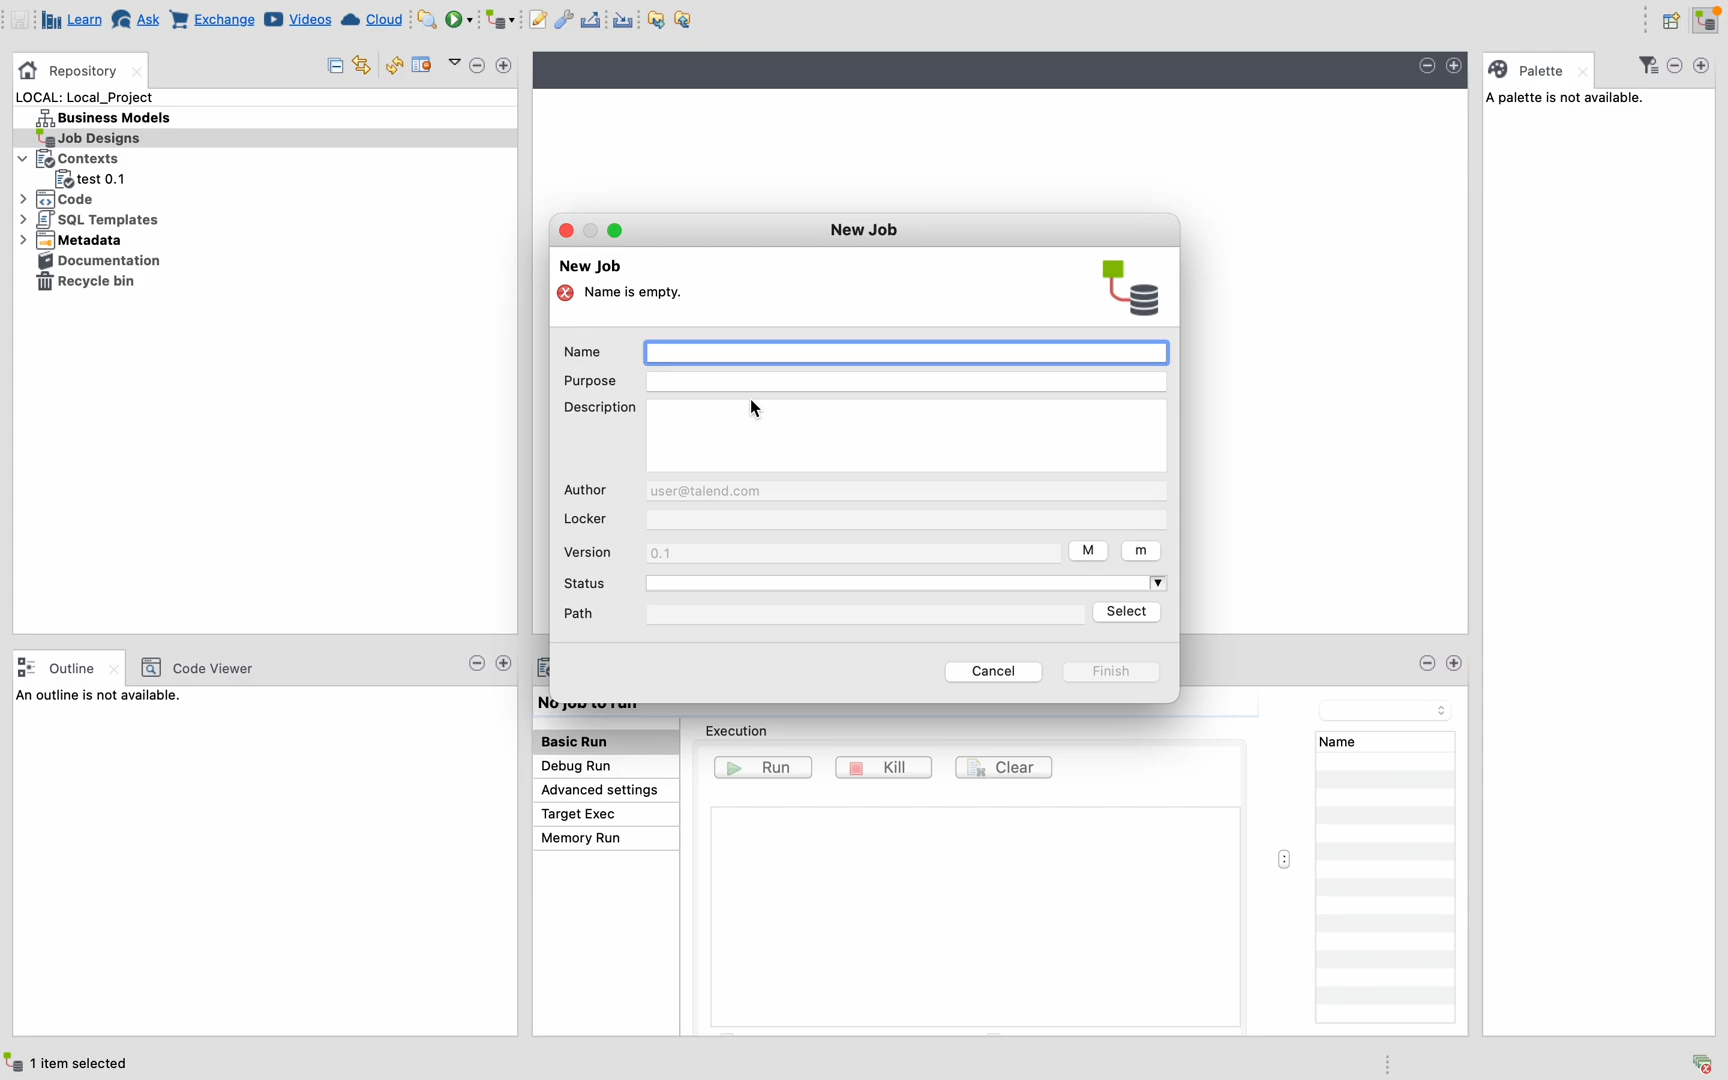 Learn Ask Exchange Videos Cloud
Repository
LOCAL: Local_Project
Business Models
Job Designs
Contexts
test 0.1
Code
SQL Templates
Metadata
Documentation
Recycle bin
Palette
A palette is not available.
New Job
New Job
Name is empty.
Name
Purpose
Description
Author user@talend.com
Locker
Version 0.1 M m
Status
Path Select
Cancel Finish
Outline Code Viewer
An outline is not available.
No job to run
Basic Run
Debug Run
Advanced settings
Target Exec
Memory Run
Execution
Run Kill Clear
Name
1 item selected